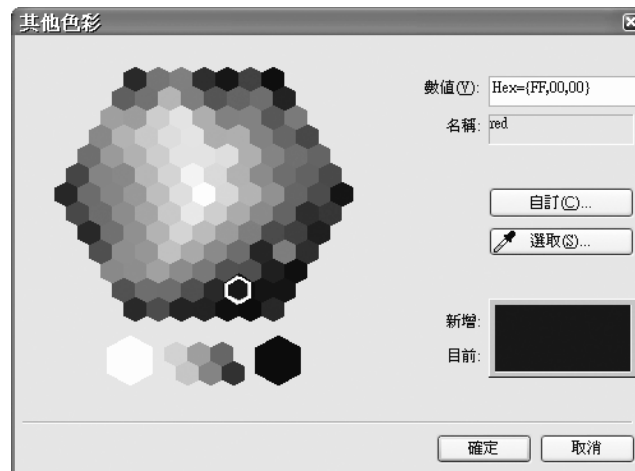 其他色彩
數值(V): Hex={FF,00,00}
名稱: red
自訂(C)...
選取(S)...
新增:
目前:
確定 取消